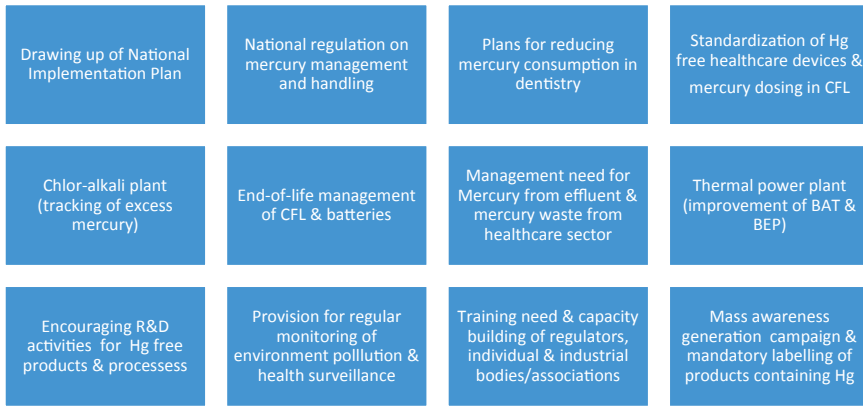 Drawing up of National
Implementation Plan
National regulation on
mercury management
and handling
Plans for reducing
mercury consumption in
dentistry
Standardization of Hg
free healthcare devices &
mercury dosing in CFL
Chlor-alkali plant
(tracking of excess
mercury)
End-of-life management
of CFL & batteries
Management need for
Mercury from effluent &
mercury waste from
healthcare sector
Thermal power plant
(improvement of BAT &
BEP)
Encouraging R&D
activities for Hg free
products & processess
Provision for regular
monitoring of
environment polllution &
health surveillance
Training need & capacity
building of regulators,
individual & industrial
bodies/associations
Mass awareness
generation campaign &
mandatory labelling of
products containing Hg